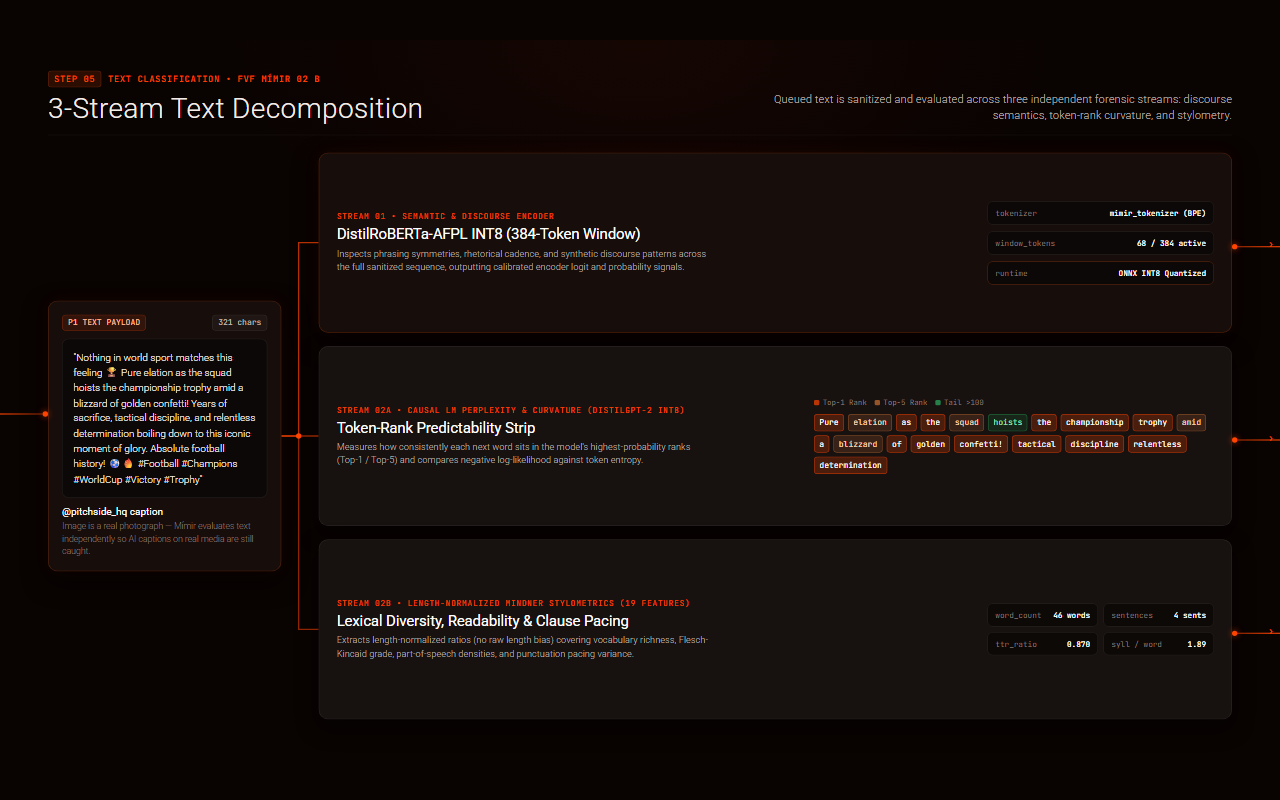 STEP 05 TEXT CLASSIFICATION • FVF MÍMIR 02 B
3-Stream Text Decomposition
Queued text is sanitized and evaluated across three independent forensic streams: discourse
semantics, token-rank curvature, and stylometry.
P1 TEXT PAYLOAD 321 chars
"Nothing in world sport matches this
feeling 🏆 Pure elation as the squad
hoists the championship trophy amid a
blizzard of golden confetti! Years of
sacrifice, tactical discipline, and relentless
determination boiling down to this iconic
moment of glory. Absolute football
history! 🌍 🔥 #Football #Champions
#WorldCup #Victory #Trophy"
@pitchside_hq caption
Image is a real photograph — Mímir evaluates text
independently so AI captions on real media are still
caught.
STREAM 01 • SEMANTIC & DISCOURSE ENCODER
DistilRoBERTa-AFPL INT8 (384-Token Window)
Inspects phrasing symmetries, rhetorical cadence, and synthetic discourse patterns across
the full sanitized sequence, outputting calibrated encoder logit and probability signals.
tokenizer mimir_tokenizer (BPE)
window_tokens 68 / 384 active
runtime ONNX INT8 Quantized
STREAM 02A • CAUSAL LM PERPLEXITY & CURVATURE (DISTILGPT-2 INT8)
Token-Rank Predictability Strip
Measures how consistently each next word sits in the model's highest-probability ranks
(Top-1 / Top-5) and compares negative log-likelihood against token entropy.
Top-1 Rank Top-5 Rank Tail >100
Pure elation as the squad hoists the championship trophy amid
a blizzard of golden confetti! tactical discipline relentless
determination
STREAM 02B • LENGTH-NORMALIZED MINDNER STYLOMETRICS (19 FEATURES)
Lexical Diversity, Readability & Clause Pacing
Extracts length-normalized ratios (no raw length bias) covering vocabulary richness, Flesch-
Kincaid grade, part-of-speech densities, and punctuation pacing variance.
word_count 46 words sentences 4 sents
ttr_ratio 0.870 syll / word 1.89